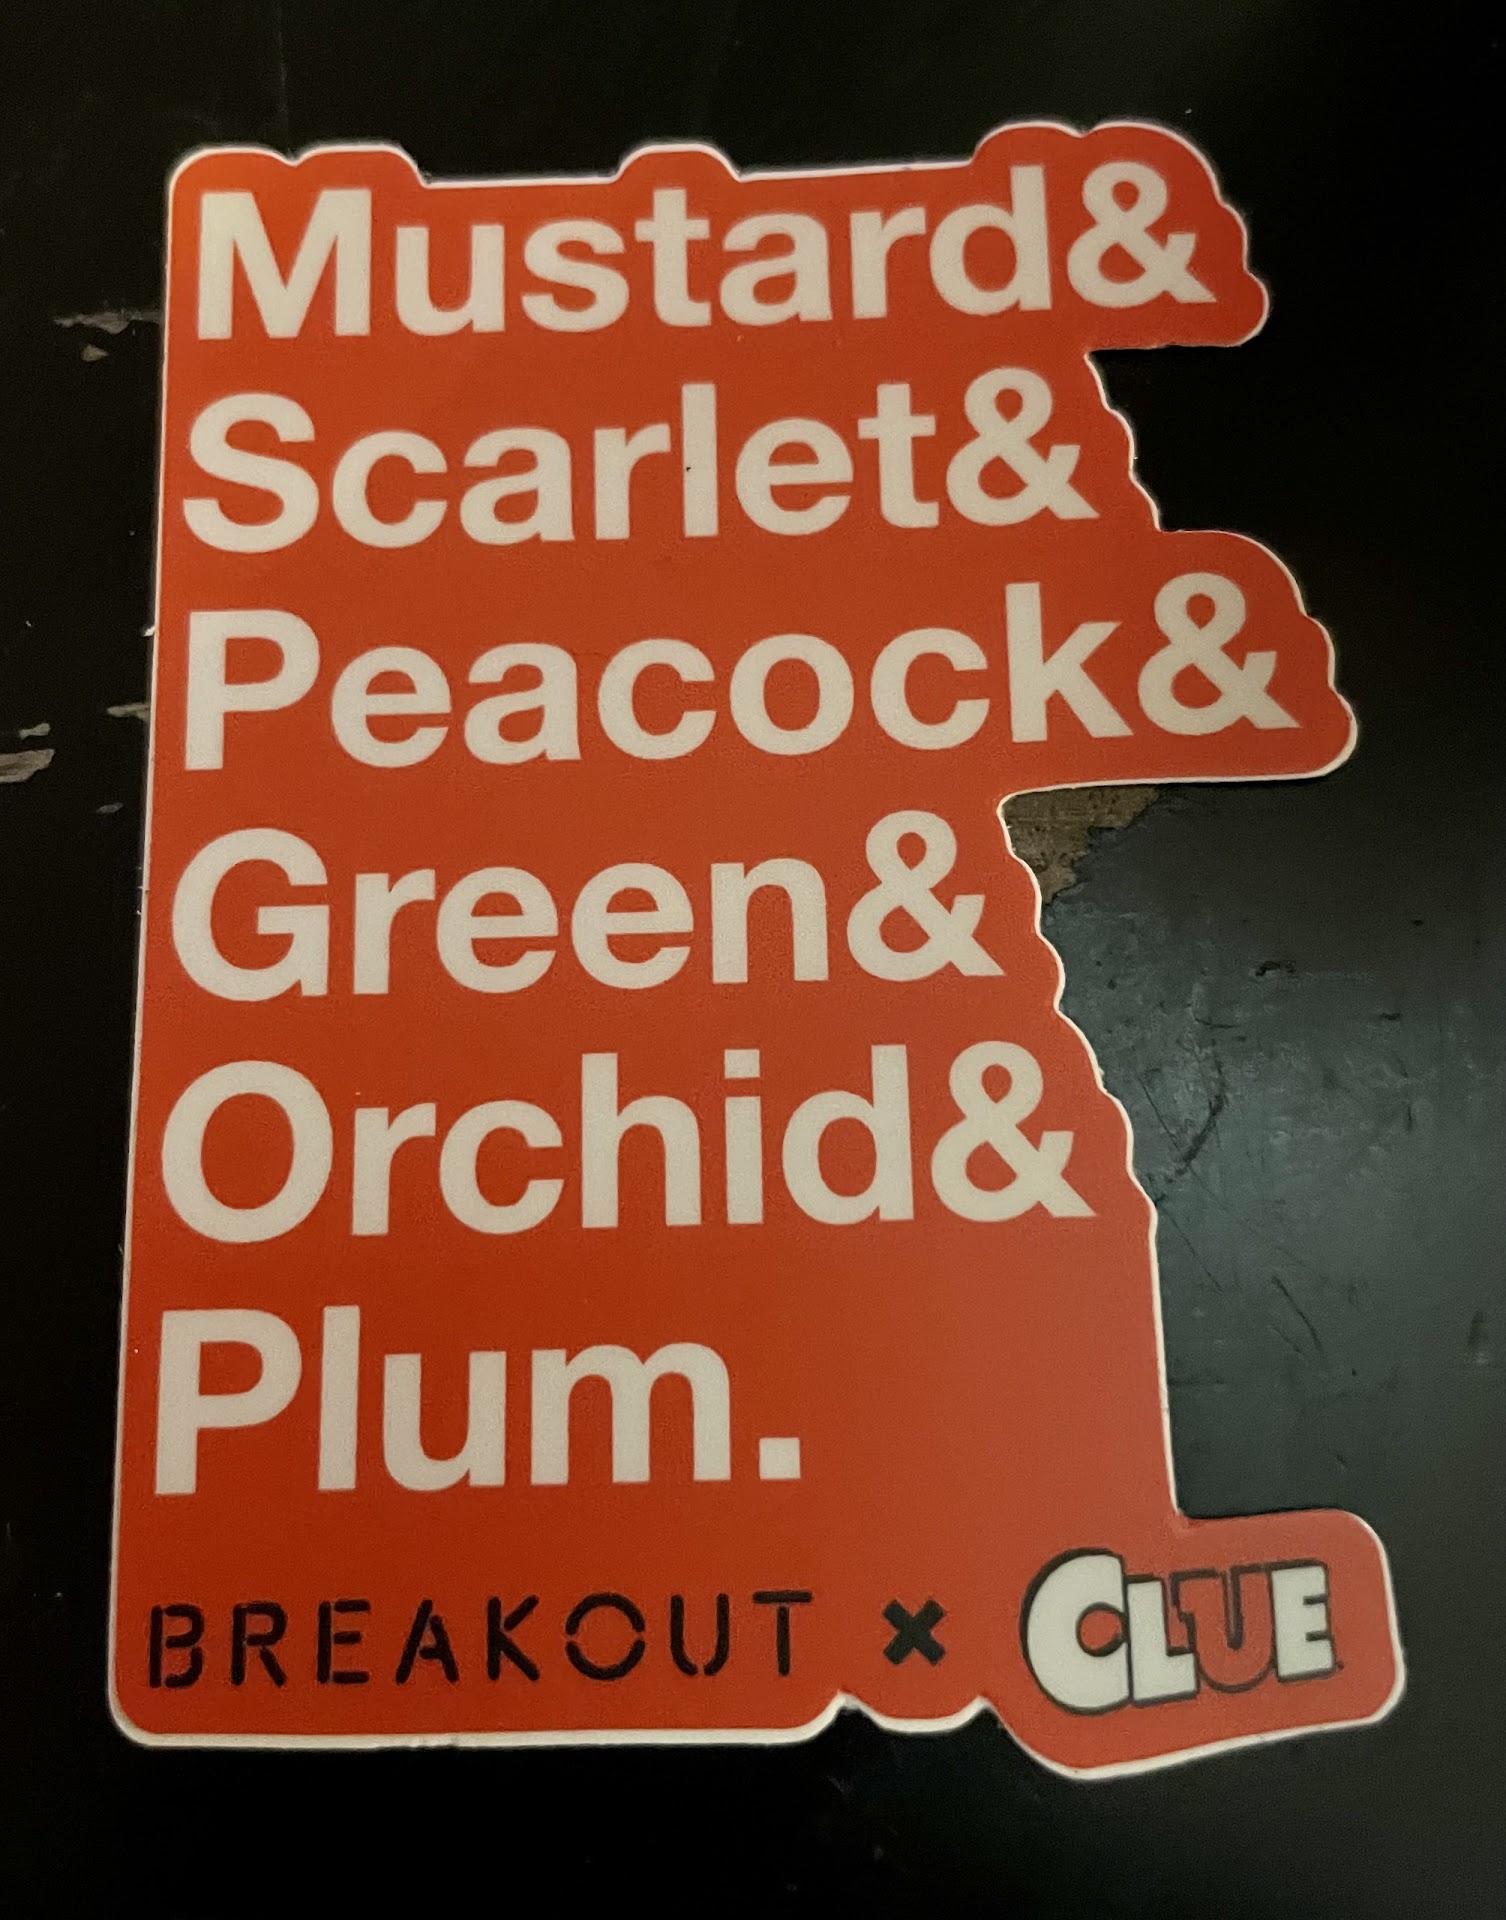 Mustard&
Scarlet&
Peacock&
Green&
Orchid&
Plum.
BREAKOUT × CLUE